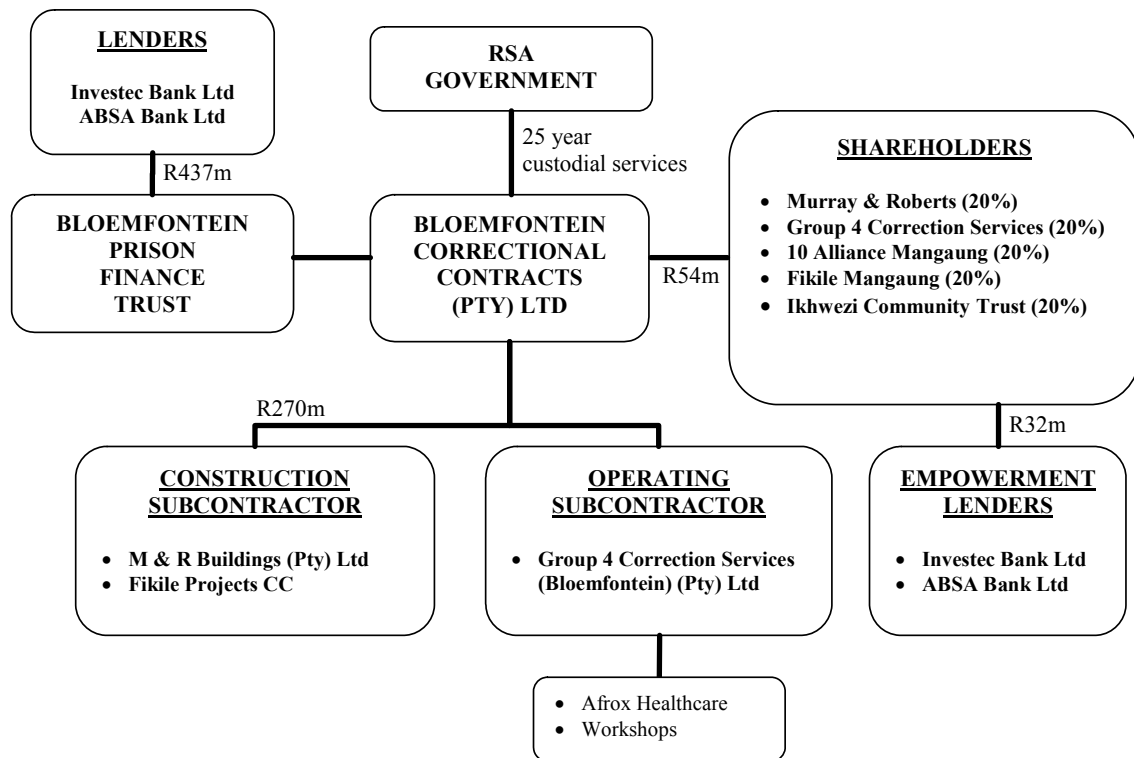 LENDERS
Investec Bank Ltd
ABSA Bank Ltd
RSA
GOVERNMENT
R437m
25 year
custodial services
BLOEMFONTEIN
PRISON
FINANCE
TRUST
BLOEMFONTEIN
CORRECTIONAL
CONTRACTS
(PTY) LTD
R54m
SHAREHOLDERS
• Murray & Roberts (20%)
• Group 4 Correction Services (20%)
• 10 Alliance Mangaung (20%)
• Fikile Mangaung (20%)
• Ikhwezi Community Trust (20%)
R270m
R32m
CONSTRUCTION
SUBCONTRACTOR
• M & R Buildings (Pty) Ltd
• Fikile Projects CC
OPERATING
SUBCONTRACTOR
• Group 4 Correction Services
(Bloemfontein) (Pty) Ltd
EMPOWERMENT
LENDERS
• Investec Bank Ltd
• ABSA Bank Ltd
• Afrox Healthcare
• Workshops